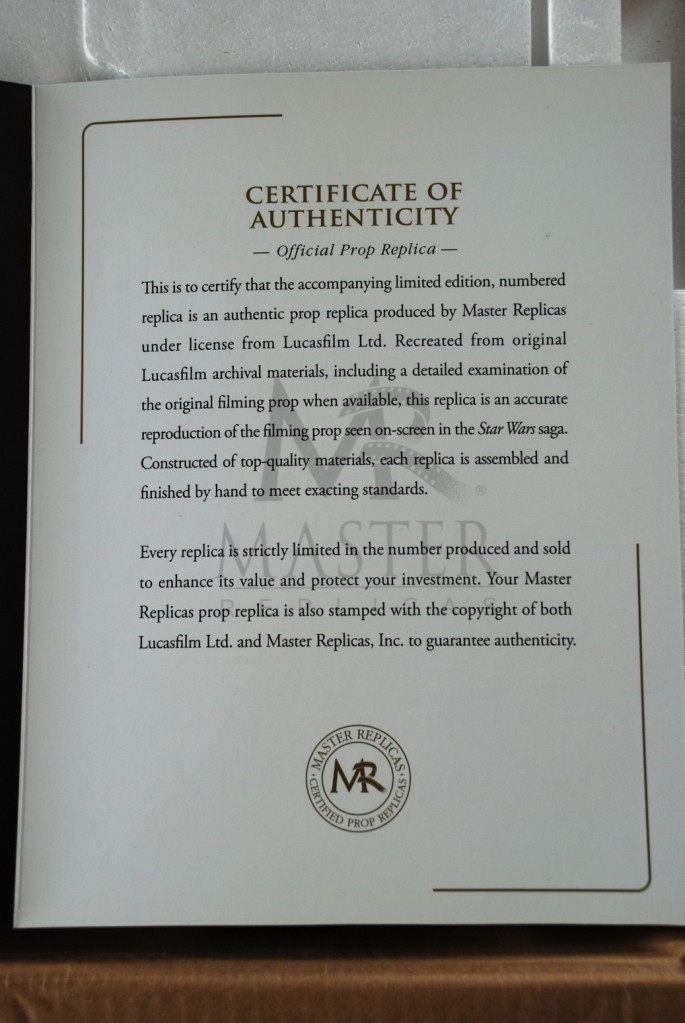 CERTIFICATE OF
AUTHENTICITY
— Official Prop Replica —
This is to certify that the accompanying limited edition, numbered
replica is an authentic prop replica produced by Master Replicas
under license from Lucasfilm Ltd. Recreated from original
Lucasfilm archival materials, including a detailed examination of
the original filming prop when available, this replica is an accurate
reproduction of the filming prop seen on-screen in the Star Wars saga.
Constructed of top-quality materials, each replica is assembled and
finished by hand to meet exacting standards.
MR®
MASTER
REPLICAS
Every replica is strictly limited in the number produced and sold
to enhance its value and protect your investment. Your Master
Replicas prop replica is also stamped with the copyright of both
Lucasfilm Ltd. and Master Replicas, Inc. to guarantee authenticity.
MASTER REPLICAS
MR
CERTIFIED PROP REPLICAS